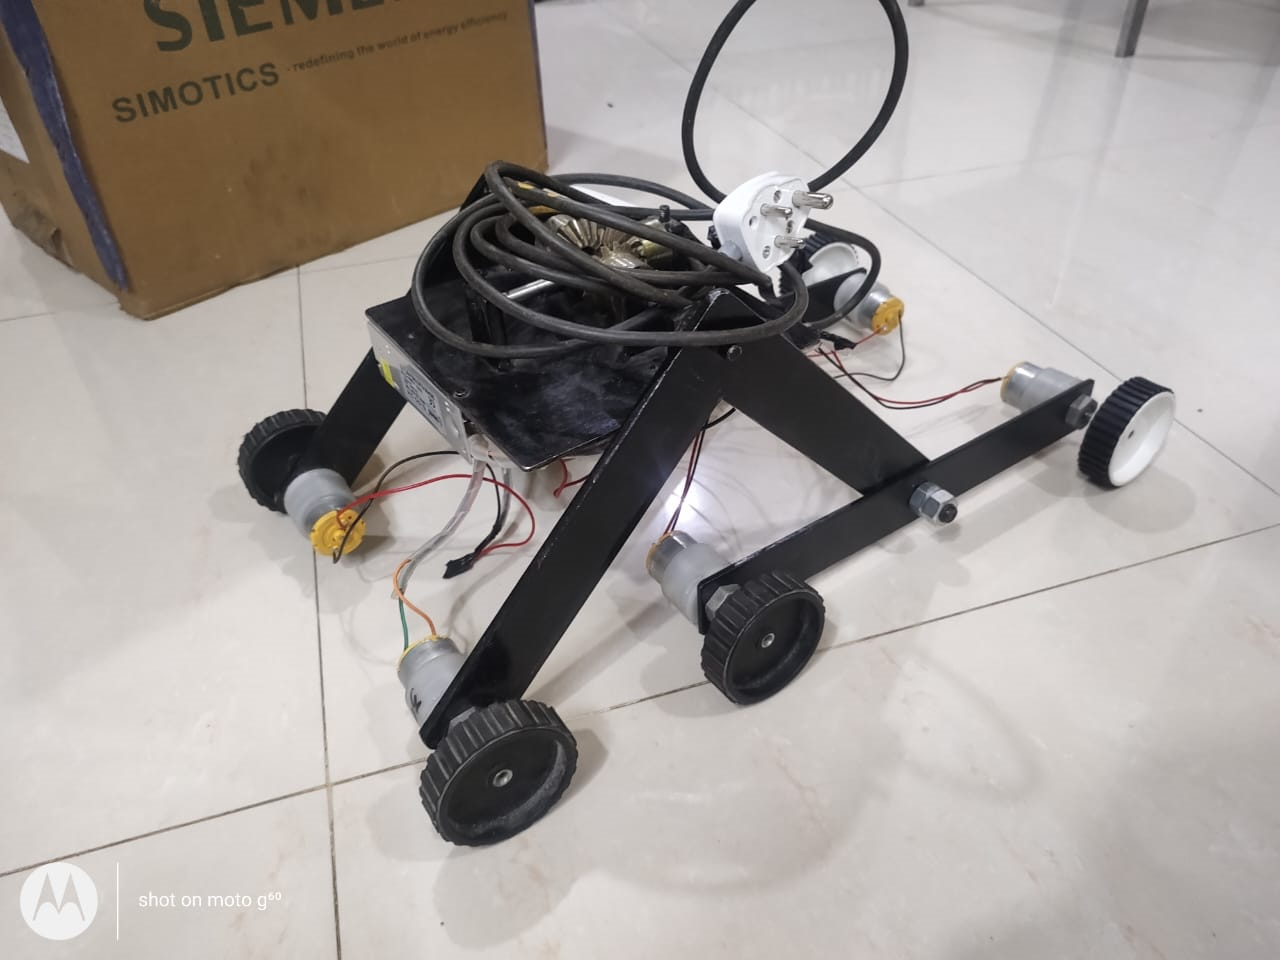 SIEME
SIMOTICS - redefining the world of energy efficiency
shot on moto g⁶⁰